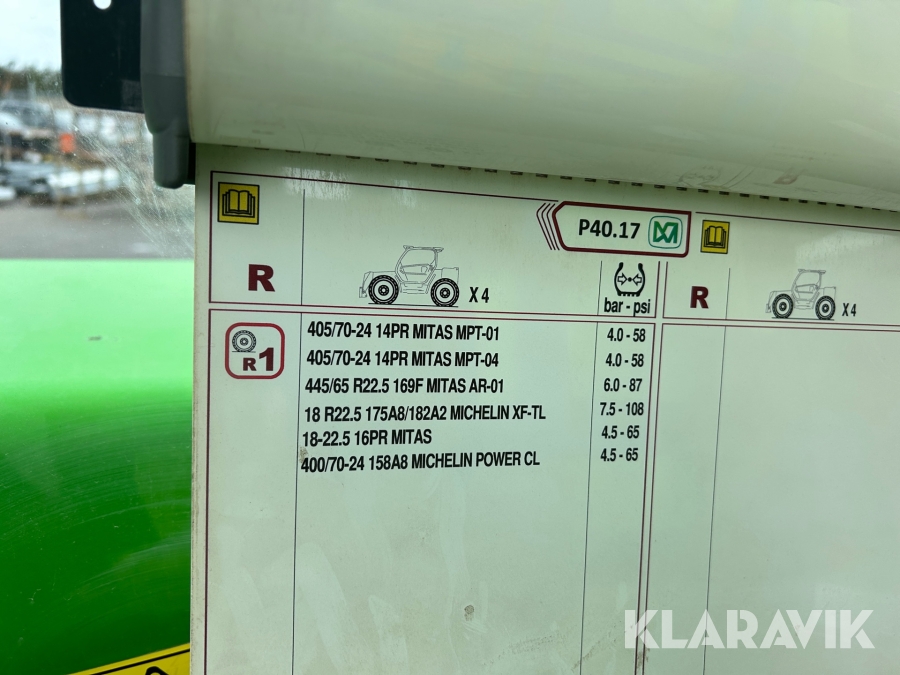 P40.17
R
X 4
bar - psi
R
X 4
R1
405/70-24 14PR MITAS MPT-01 4.0 - 58
405/70-24 14PR MITAS MPT-04 4.0 - 58
445/65 R22.5 169F MITAS AR-01 6.0 - 87
18 R22.5 175A8/182A2 MICHELIN XF-TL 7.5 - 108
18-22.5 16PR MITAS 4.5 - 65
400/70-24 158A8 MICHELIN POWER CL 4.5 - 65
KLARAVIK